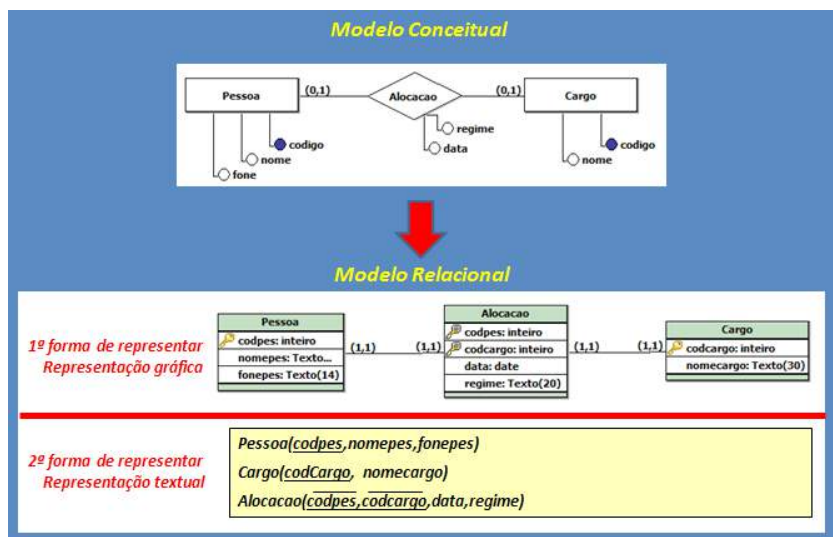 Modelo Conceitual
Pessoa
(0,1)
Alocacao
(0,1)
Cargo
regime
data
codigo
nome
fone
codigo
nome
Modelo Relacional
1º forma de representar
Representação gráfica
Pessoa
codpes: inteiro
nomepes: Texto...
fonepes: Texto(14)
(1,1)
(1,1)
Alocacao
codpes: inteiro
codcargo: inteiro
data: date
regime: Texto(20)
(1,1)
(1,1)
Cargo
codcargo: inteiro
nomecargo: Texto(30)
2º forma de representar
Representação textual
Pessoa(codpes,nomepes,fonepes)
Cargo(codCargo, nomecargo)
Alocacao(codpes,codcargo,data,regime)